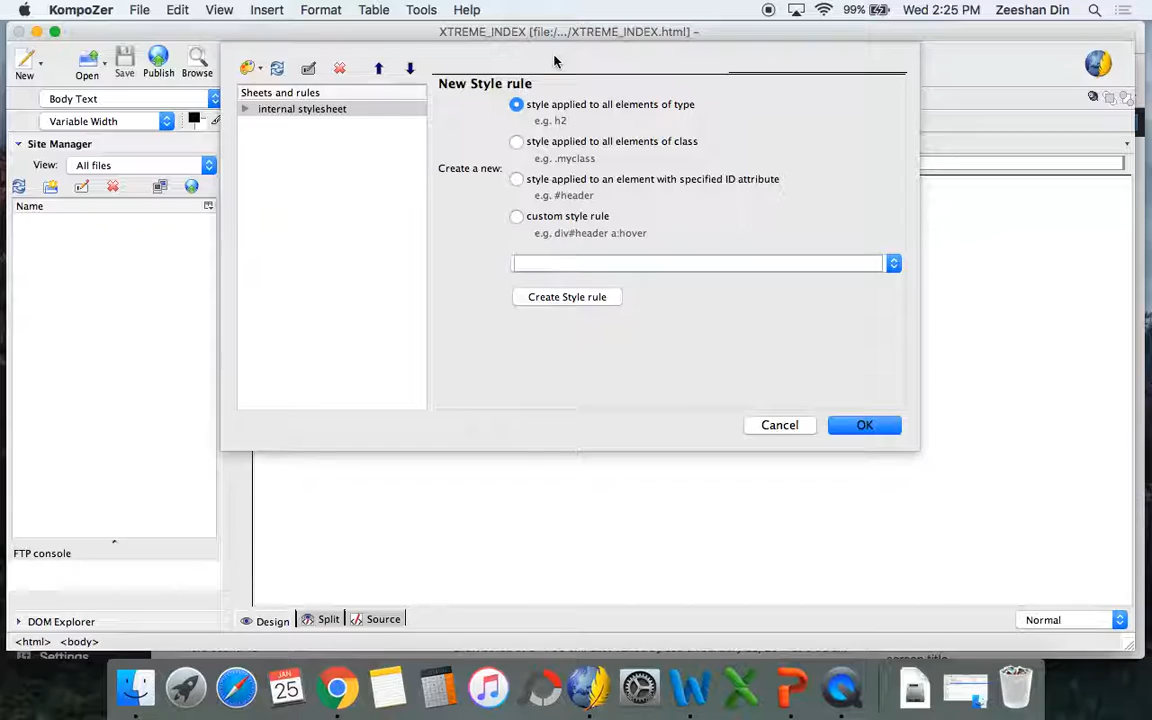 KompoZer File Edit View Insert Format Table Tools Help 99% Wed 2:25 PM Zeeshan Din
XTREME_INDEX [file:/.../XTREME_INDEX.html] –
New Open Save Publish Browse
Body Text
Variable Width
Site Manager
View: All files
Name
FTP console
DOM Explorer
<html> <body>
Sheets and rules
internal stylesheet
New Style rule
style applied to all elements of type
e.g. h2
style applied to all elements of class
e.g. .myclass
Create a new:
style applied to an element with specified ID attribute
e.g. #header
custom style rule
e.g. div#header a:hover
Create Style rule
Cancel OK
Design Split Source Normal
Settings
screen title
JAN
25